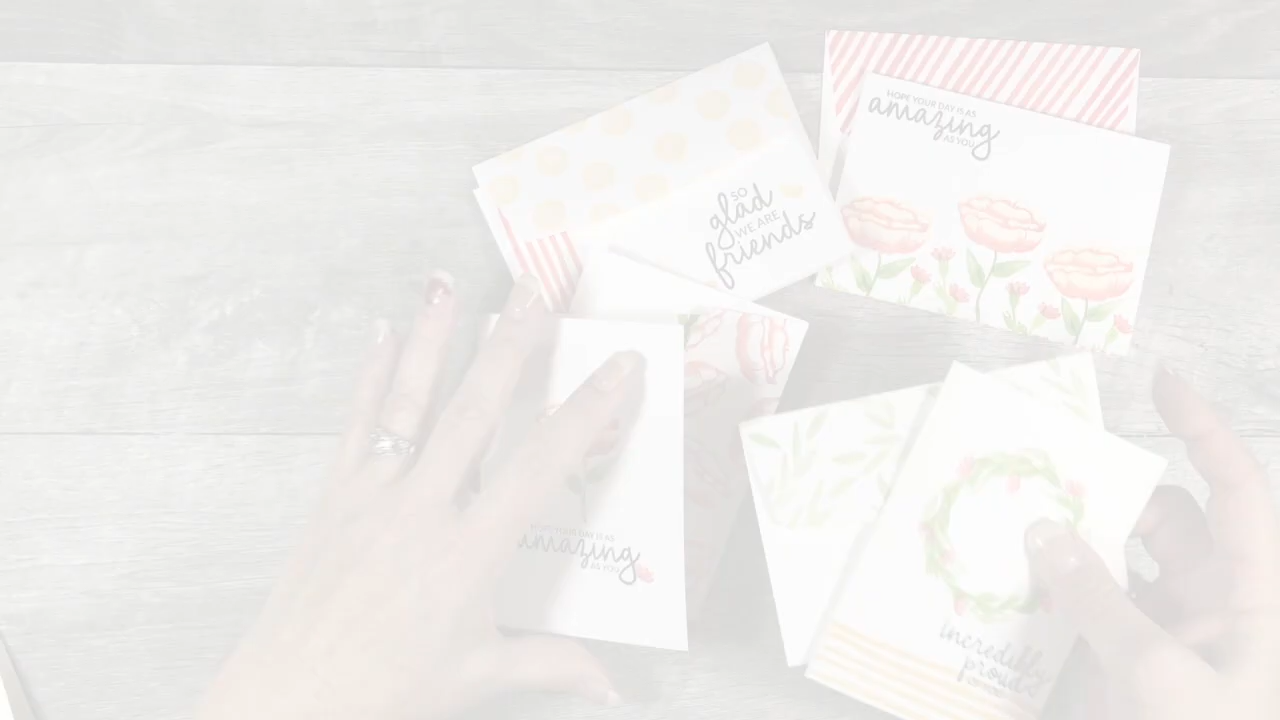 HOPE YOUR DAY IS AS
amazing
AS YOU
SO
glad
WE ARE
friends
HOPE YOUR DAY IS AS
amazing
AS YOU
incredibly
proud